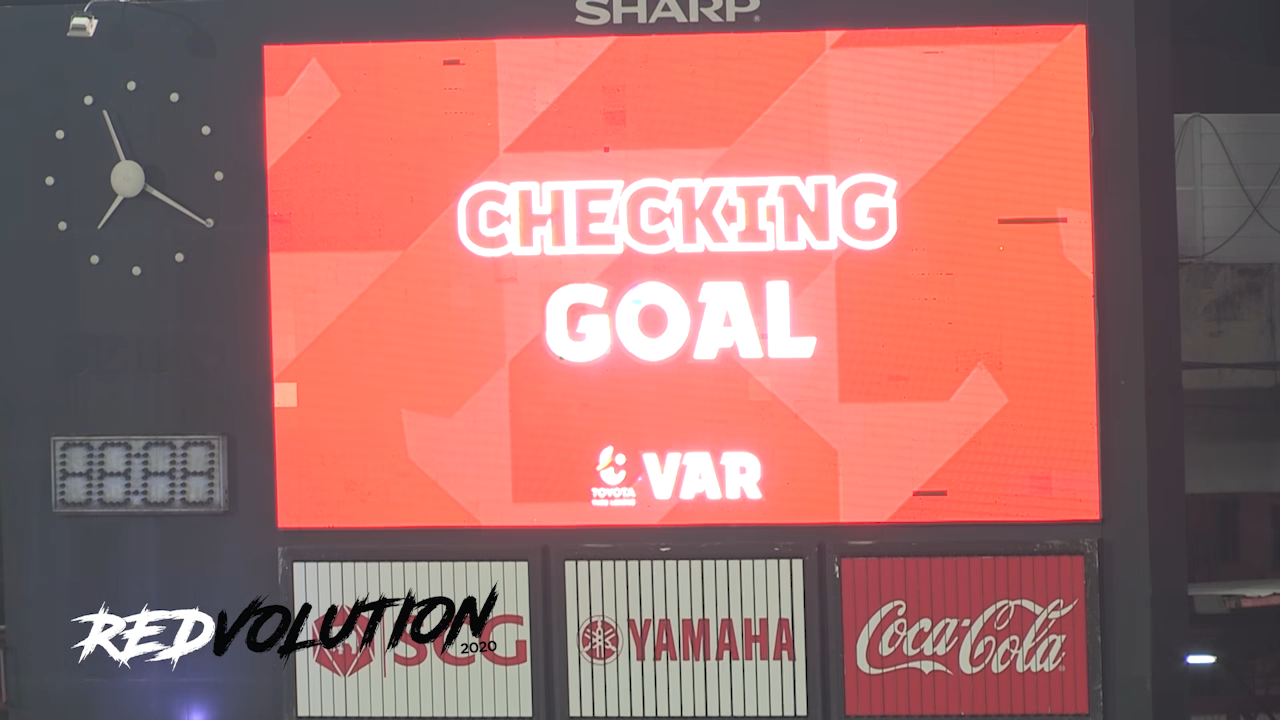 SHARP
CHECKING
GOAL
TOYOTA
VAR
SCG
YAMAHA
Coca-Cola
REDVOLUTION
2020